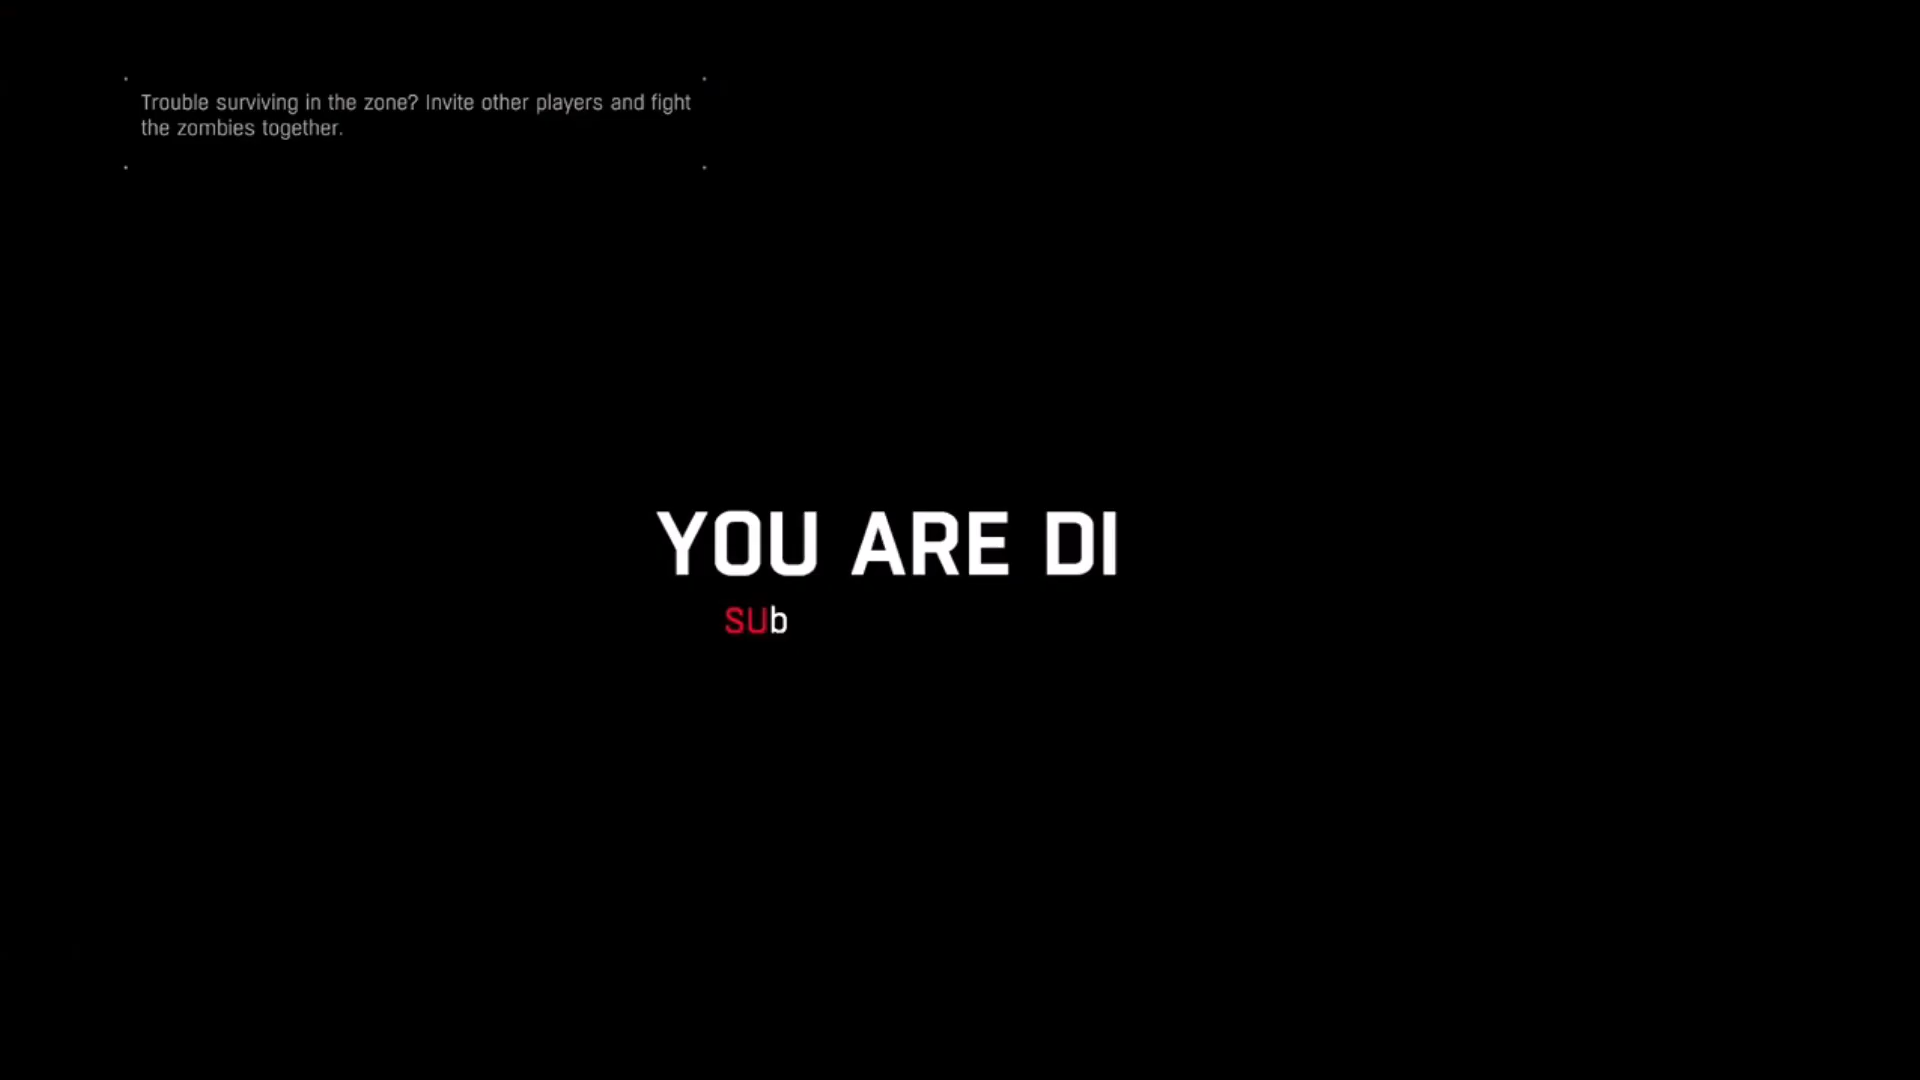 Trouble surviving in the zone? Invite other players and fight
the zombies together.
YOU ARE DI
SUb